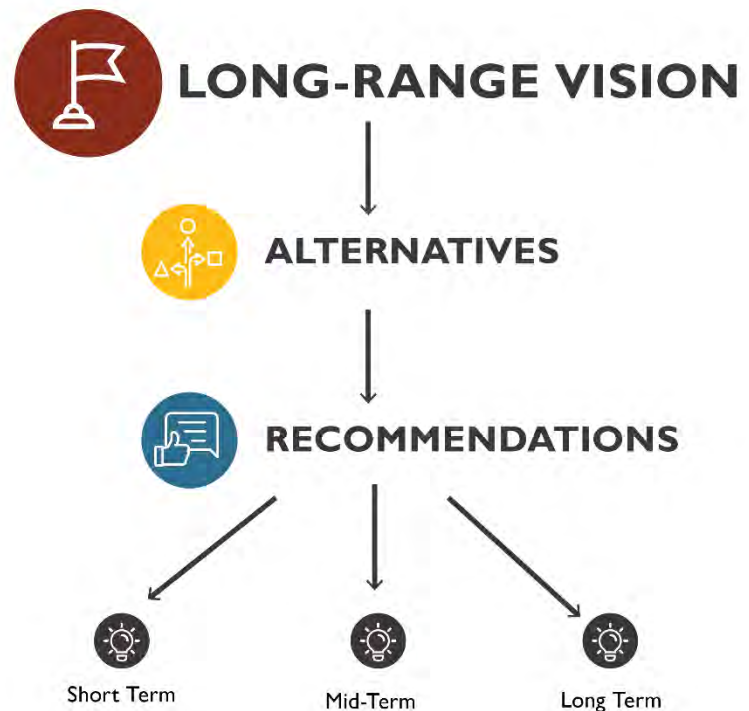 LONG-RANGE VISION
ALTERNATIVES
RECOMMENDATIONS
Short Term
Mid-Term
Long Term